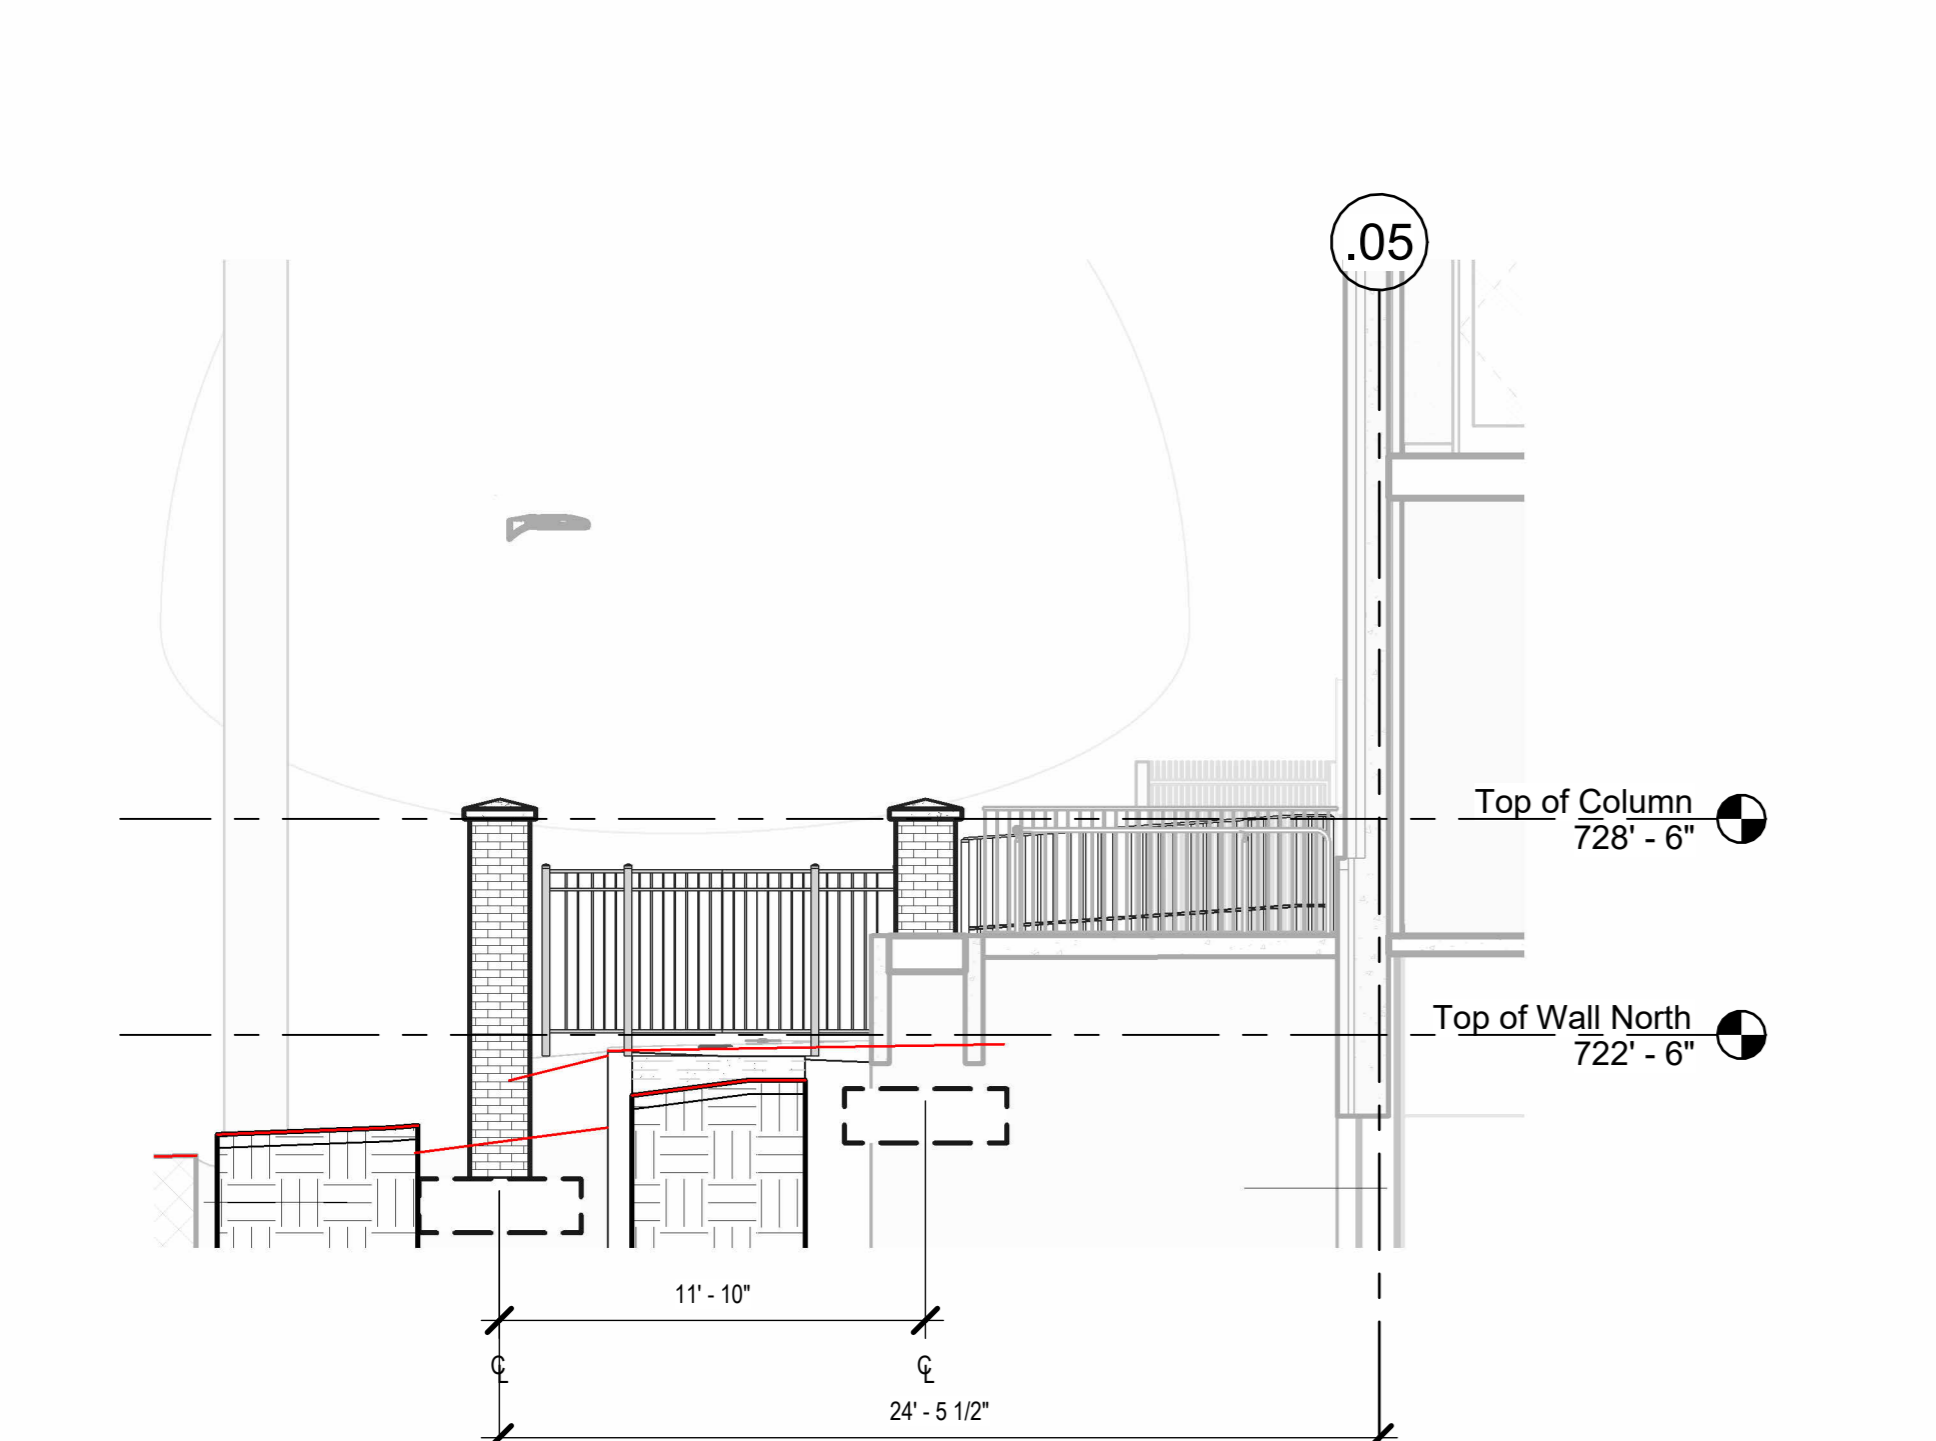 .05
Top of Column
728' - 6"
Top of Wall North
722' - 6"
11' - 10"
℄
℄
24' - 5 1/2"